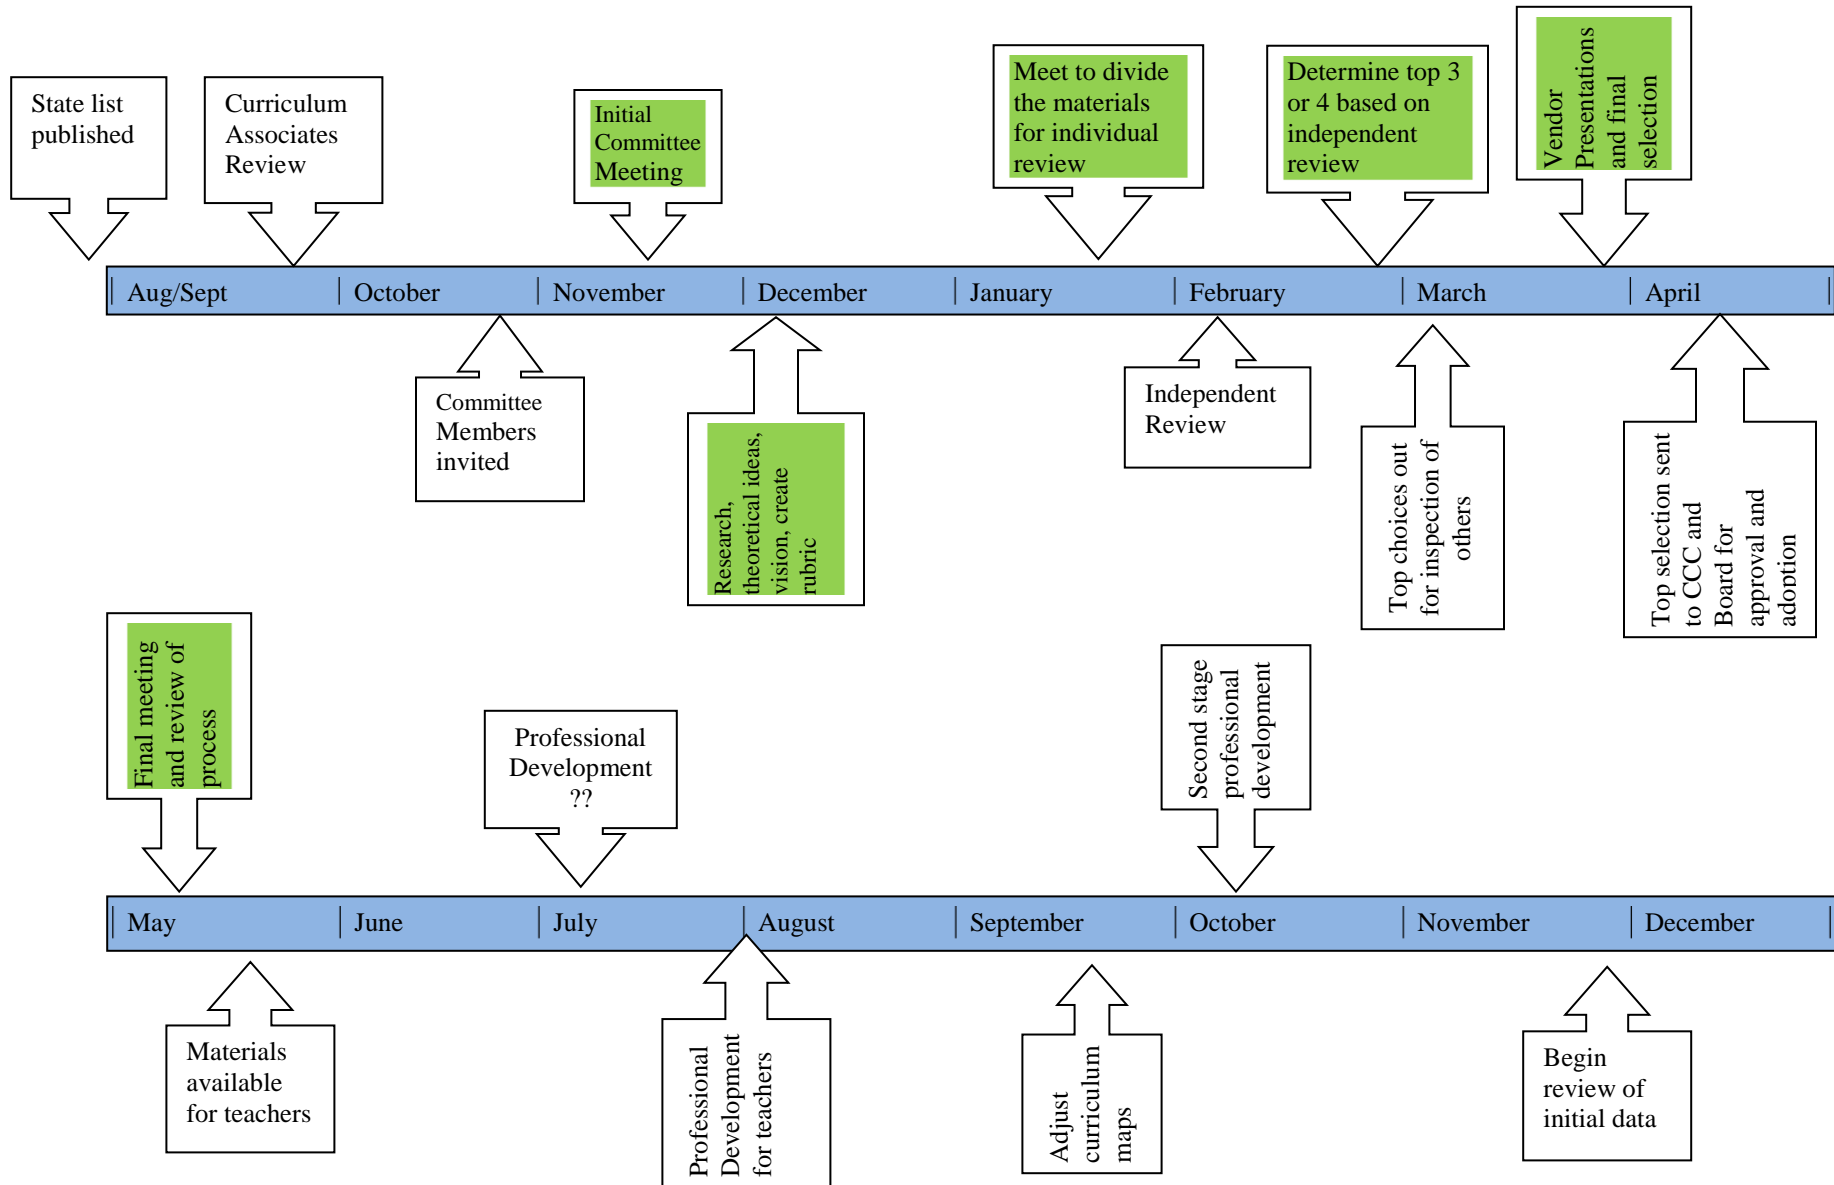 State list
published
Curriculum
Associates
Review
Initial
Committee
Meeting
Meet to divide
the materials
for individual
review
Determine top 3
or 4 based on
independent
review
Vendor
Presentations
and final
selection
Aug/Sept
October
November
December
January
February
March
April
Committee
Members
invited
Research,
theoretical ideas,
vision, create
rubric
Independent
Review
Top choices out
for inspection of
others
Top selection sent
to CCC and
Board for
approval and
adoption
Final meeting
and review of
process
Professional
Development
??
Second stage
professional
development
May
June
July
August
September
October
November
December
Materials
available
for teachers
Professional
Development
for teachers
Adjust
curriculum
maps
Begin
review of
initial data